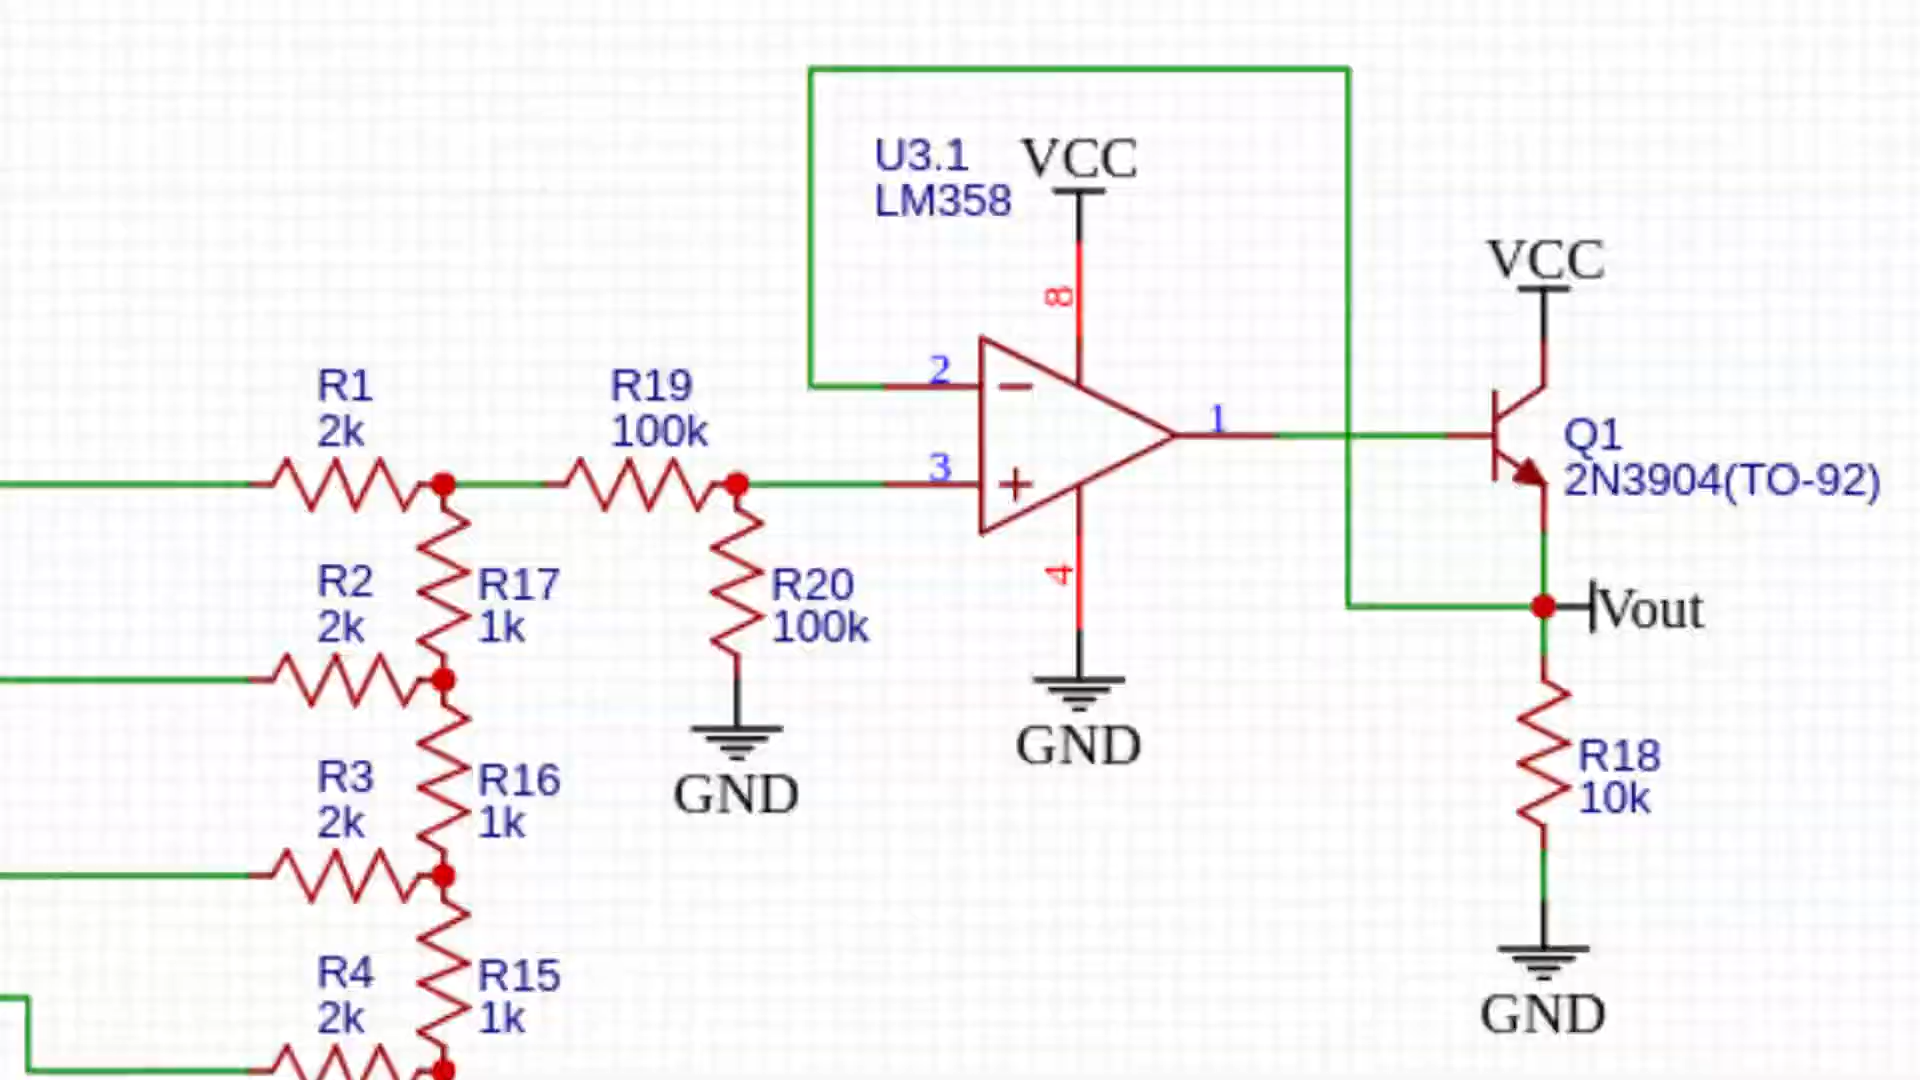 U3.1
LM358
VCC
8
2
1
3
4
GND
VCC
Q1
2N3904(TO-92)
Vout
R18
10k
GND
R1
2k
R19
100k
R2
2k
R17
1k
R20
100k
GND
R3
2k
R16
1k
R4
2k
R15
1k